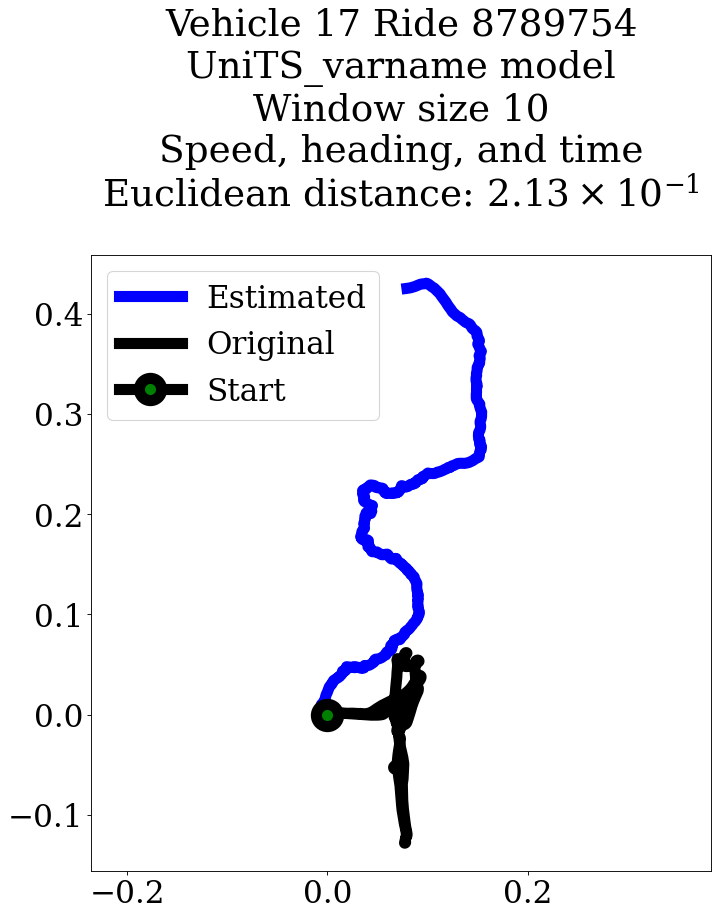 Vehicle 17 Ride 8789754
UniTS_varname model
Window size 10
Speed, heading, and time
Euclidean distance: 2.13 × 10⁻¹
Estimated
Original
Start
0.4
0.3
0.2
0.1
0.0
−0.1
−0.2 0.0 0.2